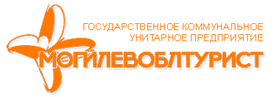 ГОСУДАРСТВЕННОЕ КОММУНАЛЬНОЕ
УНИТАРНОЕ ПРЕДПРИЯТИЕ
МОГИЛЕВОБЛТУРИСТ